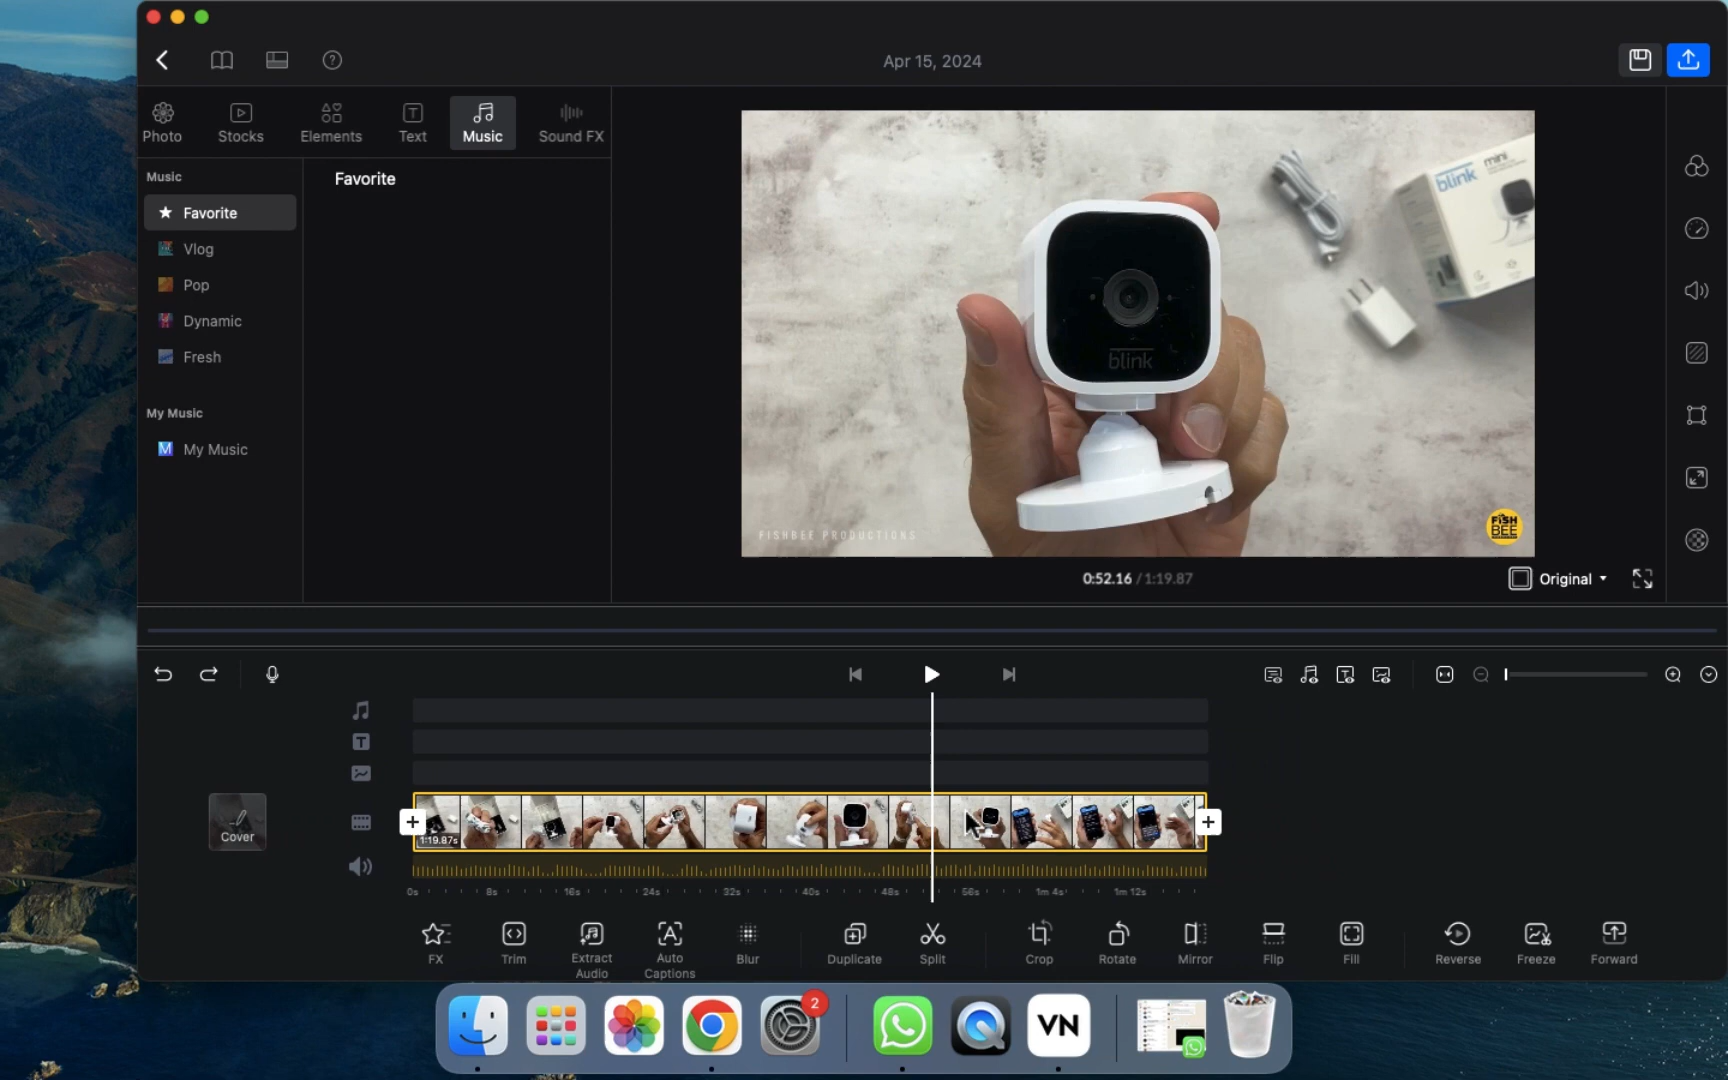 Apr 15, 2024
Photo
Stocks
Elements
Text
Music
Sound FX
Music
Favorite
Favorite
Vlog
Pop
Dynamic
Fresh
My Music
My Music
blink
mini
blink
FISHBEE PRODUCTIONS
FISH
BEE
0:52.16 / 1:19.87
Original
Cover
1:19.87s
0s 8s 16s 24s 32s 40s 48s 56s 1m 4s 1m 12s
FX
Trim
Extract Audio
Auto Captions
Blur
Duplicate
Split
Crop
Rotate
Mirror
Flip
Fill
Reverse
Freeze
Forward
2
VN